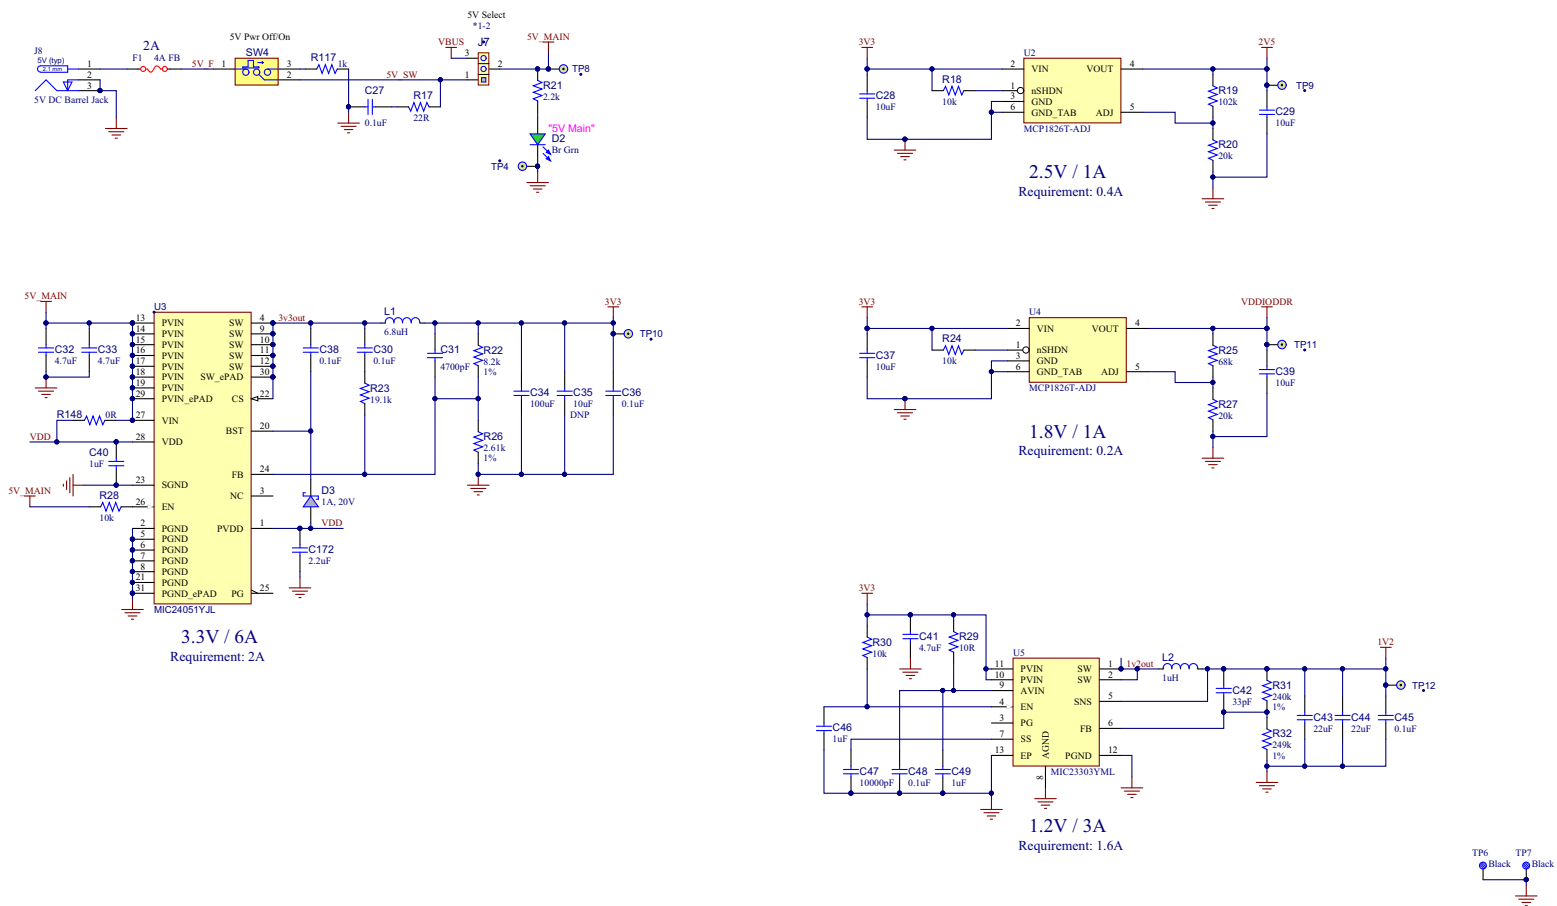 5V Select
*1-2
J7
VBUS
3
2
1
5V_MAIN
TP8
R21
2.2k
"5V Main"
D2
Br Grn
TP4
J8
5V (typ)
2.1 mm
1
2
3
5V DC Barrel Jack
2A
F1 4A FB
5V_F
5V Pwr Off/On
SW4
1
3
2
R117
1k
5V_SW
C27
0.1uF
R17
22R
3V3
C28
10uF
R18
10k
U2
2 VIN VOUT 4
1 nSHDN
3 GND
6 GND_TAB ADJ 5
MCP1826T-ADJ
2V5
TP9
R19
102k
C29
10uF
R20
20k
2.5V / 1A
Requirement: 0.4A
5V_MAIN
C32
4.7uF
C33
4.7uF
R148 0R
VDD
C40
1uF
5V_MAIN
R28
10k
U3
13 PVIN SW 4
14 PVIN SW 9
15 PVIN SW 10
16 PVIN SW 11
17 PVIN SW 12
18 PVIN SW_ePAD 30
19 PVIN
29 PVIN_ePAD CS 22
27 VIN
BST 20
28 VDD
FB 24
23 SGND
NC 3
26 EN
2 PGND PVDD 1
5 PGND
6 PGND
7 PGND
8 PGND
21 PGND
31 PGND_ePAD PG 25
MIC24051YJL
3v3out
C38
0.1uF
C30
0.1uF
R23
19.1k
L1
6.8uH
C31
4700pF
R22
8.2k
1%
R26
2.61k
1%
C34
100uF
C35
10uF
DNP
C36
0.1uF
3V3
TP10
D3
1A, 20V
VDD
C172
2.2uF
3.3V / 6A
Requirement: 2A
3V3
C37
10uF
R24
10k
U4
2 VIN VOUT 4
1 nSHDN
3 GND
6 GND_TAB ADJ 5
MCP1826T-ADJ
VDDIODDR
TP11
R25
68k
C39
10uF
R27
20k
1.8V / 1A
Requirement: 0.2A
3V3
R30
10k
C41
4.7uF
R29
10R
C46
1uF
C47
10000pF
C48
0.1uF
C49
1uF
U5
11 PVIN SW 1
10 PVIN SW 2
9 AVIN
SNS 5
4 EN
3 PG
FB 6
7 SS
13 EP AGND PGND 12
8
MIC23303YML
1v2out
L2
1uH
C42
33pF
R31
240k
1%
R32
249k
1%
C43
22uF
C44
22uF
C45
0.1uF
1V2
TP12
1.2V / 3A
Requirement: 1.6A
TP6 TP7
Black Black